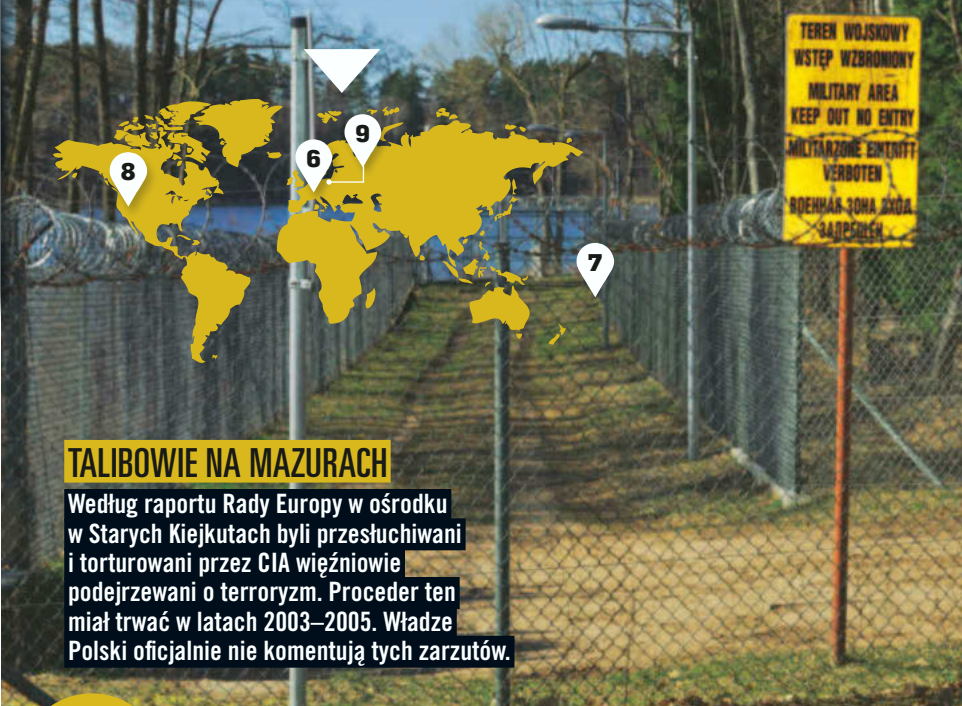 TEREN WOJSKOWY
WSTĘP WZBRONIONY
MILITARY AREA
KEEP OUT NO ENTRY
MILITARZONE EINTRITT
VERBOTEN
ВОЕННАЯ ЗОНА ВХОД
ЗАПРЕЩЕН
9
6
8
7
TALIBOWIE NA MAZURACH
Według raportu Rady Europy w ośrodku
w Starych Kiejkutach byli przesłuchiwani
i torturowani przez CIA więźniowie
podejrzewani o terroryzm. Proceder ten
miał trwać w latach 2003–2005. Władze
Polski oficjalnie nie komentują tych zarzutów.